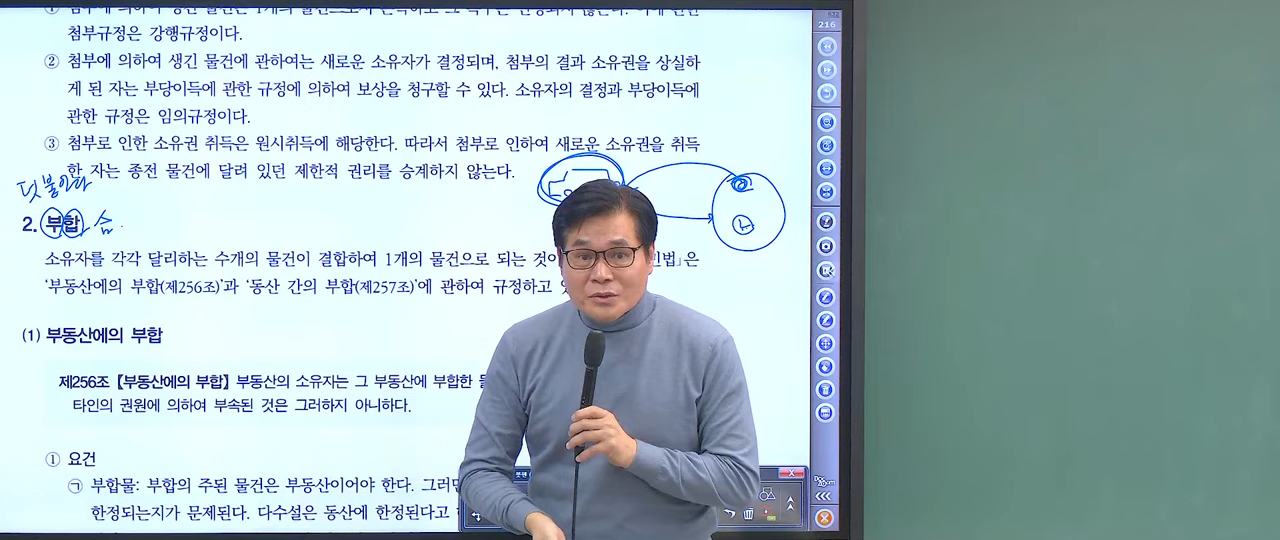 첨부규정은 강행규정이다.
② 첨부에 의하여 생긴 물건에 관하여는 새로운 소유자가 결정되며, 첨부의 결과 소유권을 상실하
게 된 자는 부당이득에 관한 규정에 의하여 보상을 청구할 수 있다. 소유자의 결정과 부당이득에
관한 규정은 임의규정이다.
③ 첨부로 인한 소유권 취득은 원시취득에 해당한다. 따라서 첨부로 인하여 새로운 소유권을 취득
한 자는 종전 물건에 달려 있던 제한적 권리를 승계하지 않는다.
덧붙이다
2. 부합
소유자를 각각 달리하는 수개의 물건이 결합하여 1개의 물건으로 되는 것이 민법」은
‘부동산에의 부합(제256조)’과 ‘동산 간의 부합(제257조)’에 관하여 규정하고
(1) 부동산에의 부합
제256조【부동산에의 부합】 부동산의 소유자는 그 부동산에 부합한
타인의 권원에 의하여 부속된 것은 그러하지 아니하다.
① 요건
㉠ 부합물: 부합의 주된 물건은 부동산이어야 한다.
한정되는지가 문제된다. 다수설은 동산에 한정된다고
216